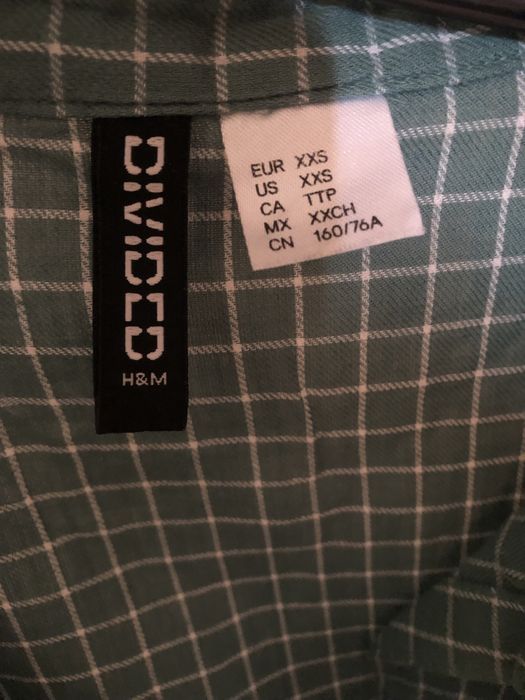 DIVIDED
H&M
EUR XXS
US XXS
CA TTP
MX XXCH
CN 160/76A